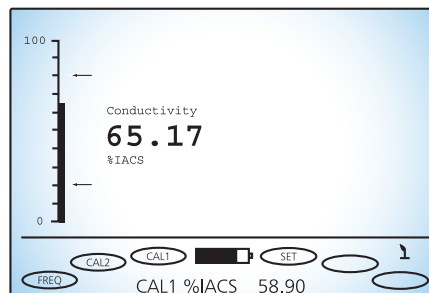 100
Conductivity
65.17
%IACS
0
FREQ CAL2 CAL1 SET
CAL1 %IACS 58.90